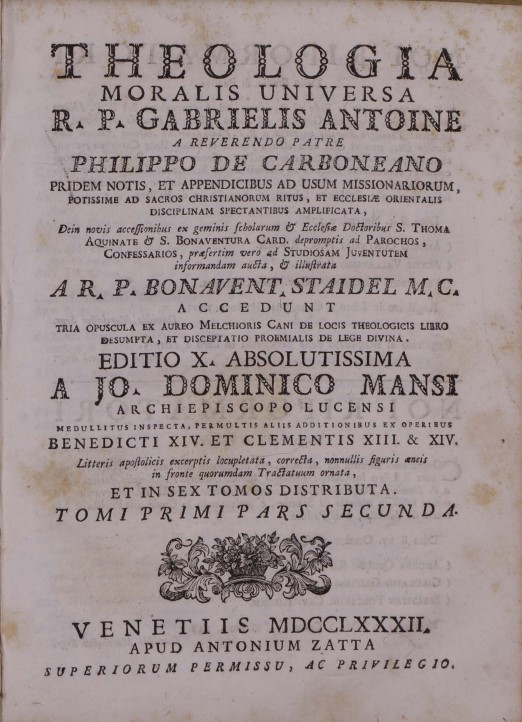 THEOLOGIA
MORALIS UNIVERSA
R. P. GABRIELIS ANTOINE
A REVERENDO PATRE
PHILIPPO DE CARBONEANO
PRIDEM NOTIS, ET APPENDICIBUS AD USUM MISSIONARIORUM,
POTISSIME AD SACROS CHRISTIANORUM RITUS, ET ECCLESIÆ ORIENTALIS
DISCIPLINAM SPECTANTIBUS AMPLIFICATA,
Dein novis accessionibus ex geminis scholarum & Ecclesiæ Doctoribus S. THOMA
AQUINATE & S. BONAVENTURA CARD. depromptis ad PAROCHOS,
CONFESSARIOS, præsertim vero ad STUDIOSAM JUVENTUTEM
informandam aucta, & illustrata
A R. P. BONAVENT. STAIDEL M. C.
ACCEDUNT
TRIA OPUSCULA EX AUREO MELCHIORIS CANI DE LOCIS THEOLOGICIS LIBRO
DESUMPTA, ET DISCEPTATIO PROEMIALIS DE LEGE DIVINA.
EDITIO X. ABSOLUTISSIMA
A JO. DOMINICO MANSI
ARCHIEPISCOPO LUCENSI
MEDULLITUS INSPECTA, PERMULTIS ALIIS ADDITIONIBUS EX OPERIBUS
BENEDICTI XIV. ET CLEMENTIS XIII. & XIV.
Litteris apostolicis excerptis locupletata, correcta, nonnullis figuris æneis
in fronte quorumdam Tractatuum ornata,
ET IN SEX TOMOS DISTRIBUTA.
TOMI PRIMI PARS SECUNDA.
VENETIIS MDCCLXXXII.
APUD ANTONIUM ZATTA
SUPERIORUM PERMISSU, AC PRIVILEGIO.